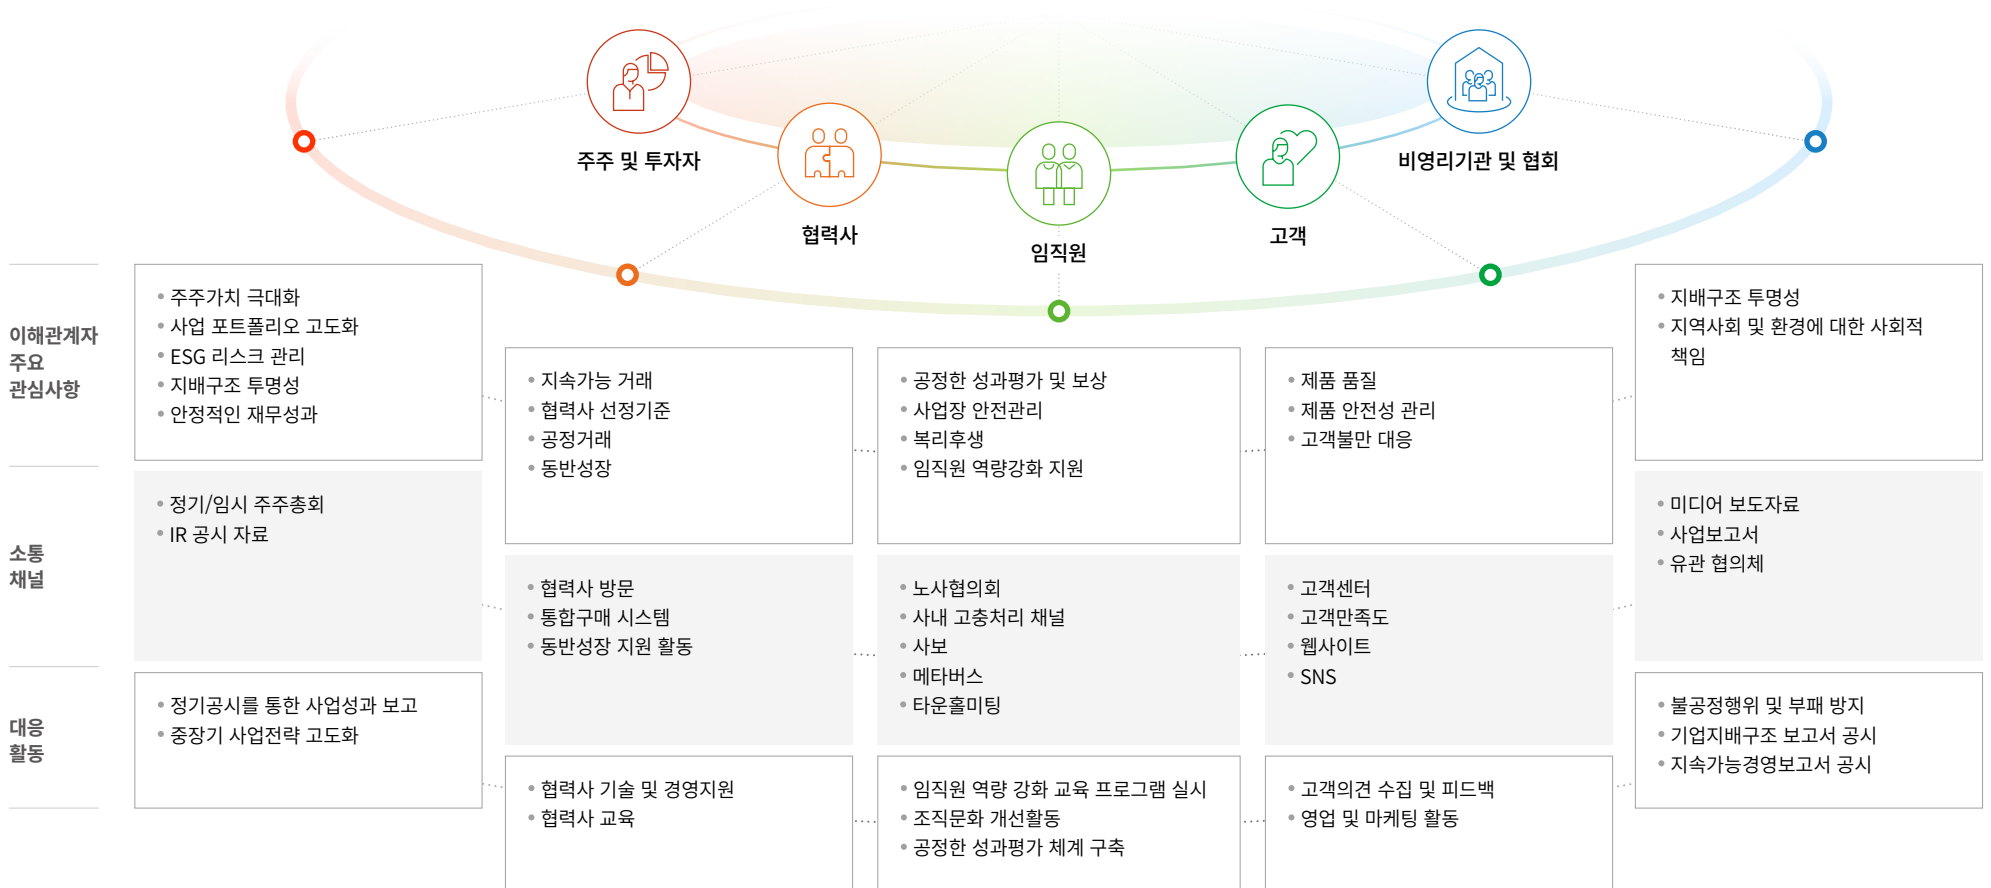 주주 및 투자자
협력사
임직원
고객
비영리기관 및 협회
이해관계자
주요
관심사항
• 주주가치 극대화
• 사업 포트폴리오 고도화
• ESG 리스크 관리
• 지배구조 투명성
• 안정적인 재무성과
• 지속가능 거래
• 협력사 선정기준
• 공정거래
• 동반성장
• 공정한 성과평가 및 보상
• 사업장 안전관리
• 복리후생
• 임직원 역량강화 지원
• 제품 품질
• 제품 안전성 관리
• 고객불만 대응
• 지배구조 투명성
• 지역사회 및 환경에 대한 사회적
책임
소통
채널
• 정기/임시 주주총회
• IR 공시 자료
• 협력사 방문
• 통합구매 시스템
• 동반성장 지원 활동
• 노사협의회
• 사내 고충처리 채널
• 사보
• 메타버스
• 타운홀미팅
• 고객센터
• 고객만족도
• 웹사이트
• SNS
• 미디어 보도자료
• 사업보고서
• 유관 협의체
대응
활동
• 정기공시를 통한 사업성과 보고
• 중장기 사업전략 고도화
• 협력사 기술 및 경영지원
• 협력사 교육
• 임직원 역량 강화 교육 프로그램 실시
• 조직문화 개선활동
• 공정한 성과평가 체계 구축
• 고객의견 수집 및 피드백
• 영업 및 마케팅 활동
• 불공정행위 및 부패 방지
• 기업지배구조 보고서 공시
• 지속가능경영보고서 공시